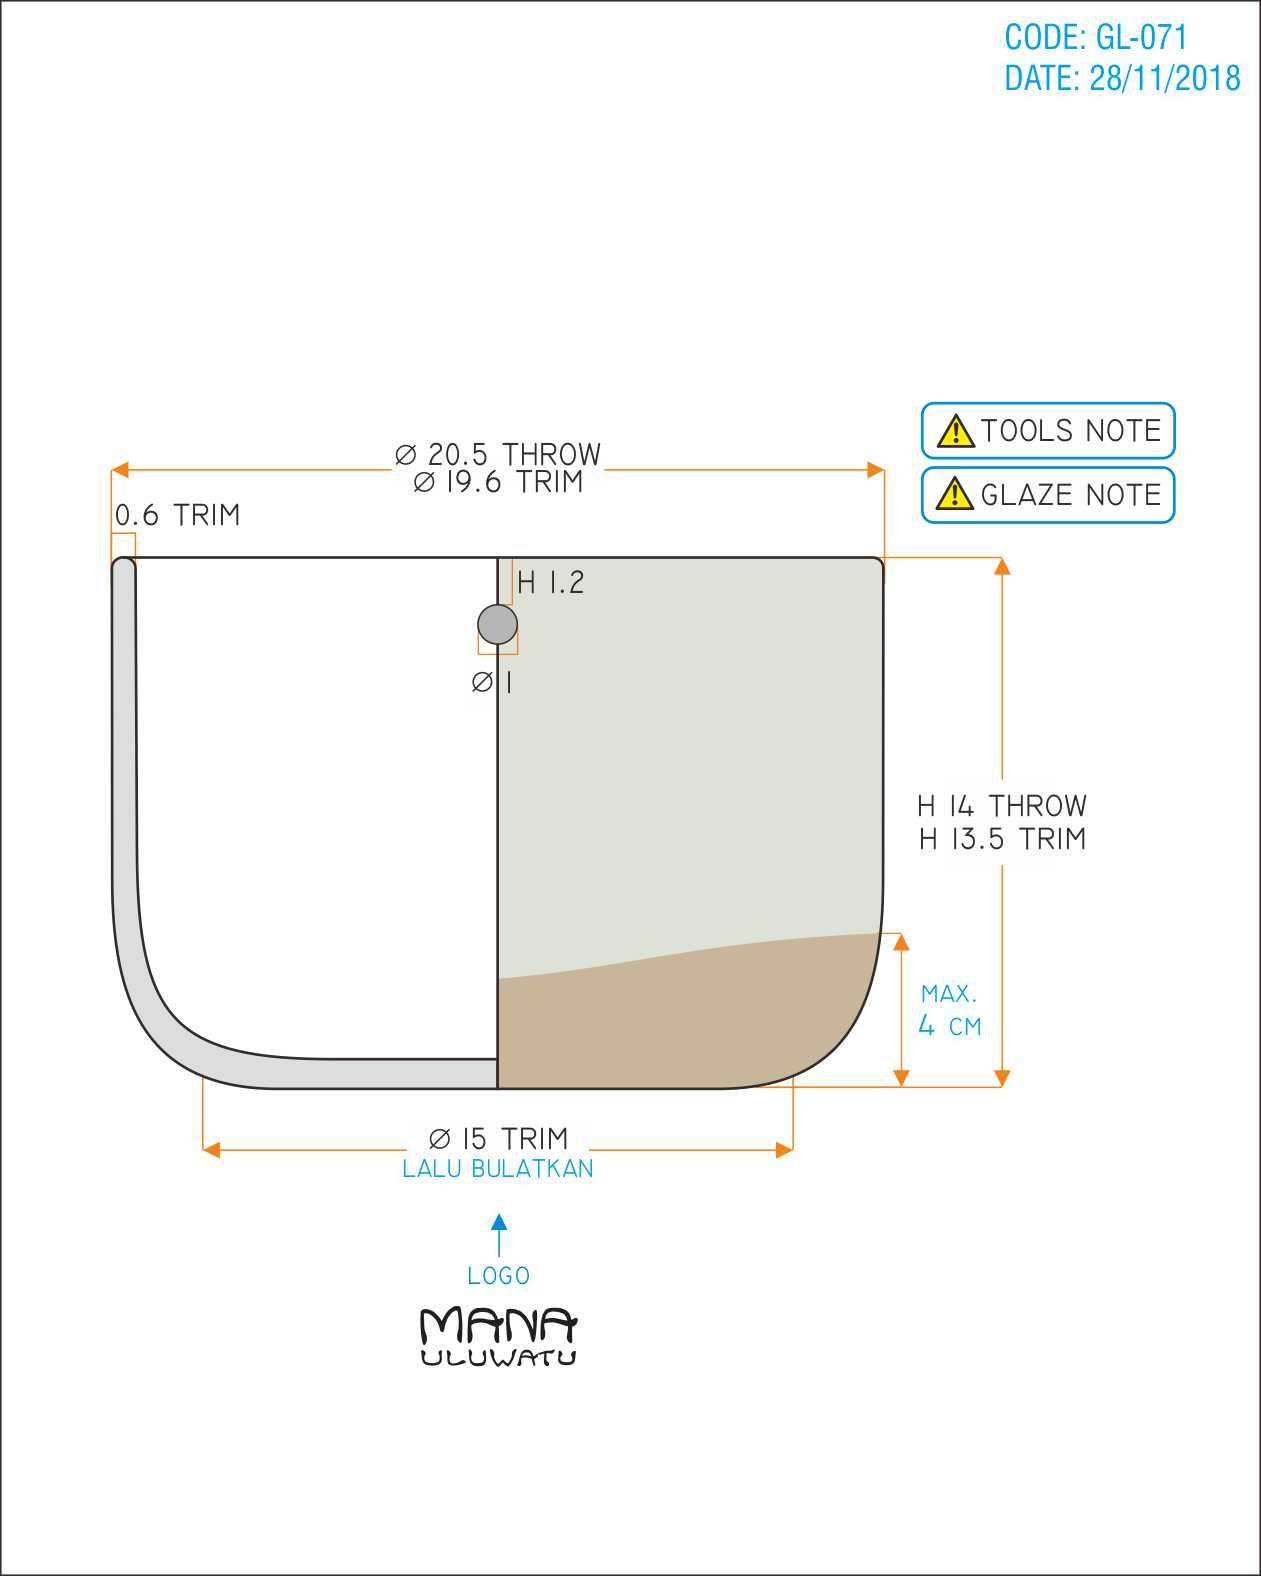 CODE: GL-071
DATE: 28/11/2018
TOOLS NOTE
GLAZE NOTE
Ø 20.5 THROW
Ø 19.6 TRIM
0.6 TRIM
H 1.2
Ø 1
H 14 THROW
H 13.5 TRIM
MAX.
4 CM
Ø 15 TRIM
LALU BULATKAN
LOGO
MANA
ULUWATU